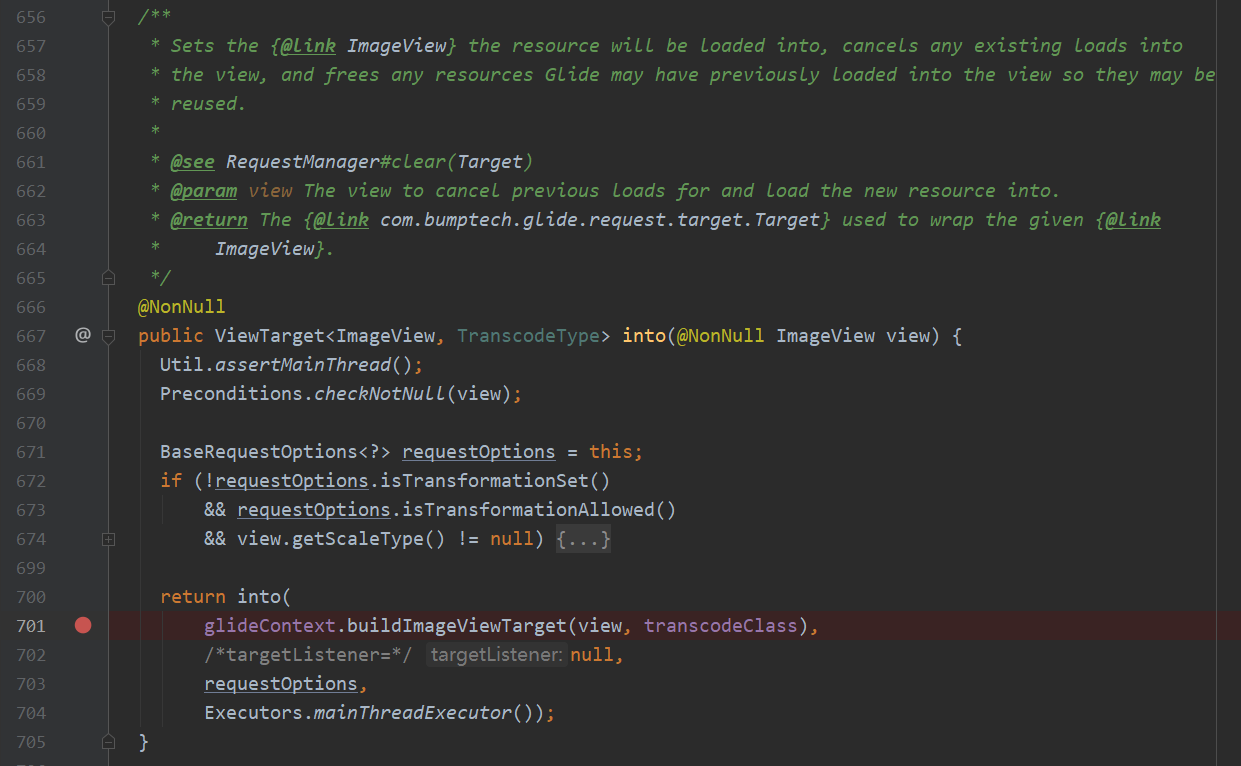 656 /**
657  * Sets the {@link ImageView} the resource will be loaded into, cancels any existing loads into
658  * the view, and frees any resources Glide may have previously loaded into the view so they may be
659  * reused.
660  *
661  * @see RequestManager#clear(Target)
662  * @param view The view to cancel previous loads for and load the new resource into.
663  * @return The {@link com.bumptech.glide.request.target.Target} used to wrap the given {@link
664  *     ImageView}.
665  */
666 @NonNull
667 @ public ViewTarget<ImageView, TranscodeType> into(@NonNull ImageView view) {
668   Util.assertMainThread();
669   Preconditions.checkNotNull(view);
670
671   BaseRequestOptions<?> requestOptions = this;
672   if (!requestOptions.isTransformationSet()
673       && requestOptions.isTransformationAllowed()
674       && view.getScaleType() != null) {...}
699
700   return into(
701       glideContext.buildImageViewTarget(view, transcodeClass),
702       /*targetListener=*/ targetListener: null,
703       requestOptions,
704       Executors.mainThreadExecutor());
705 }